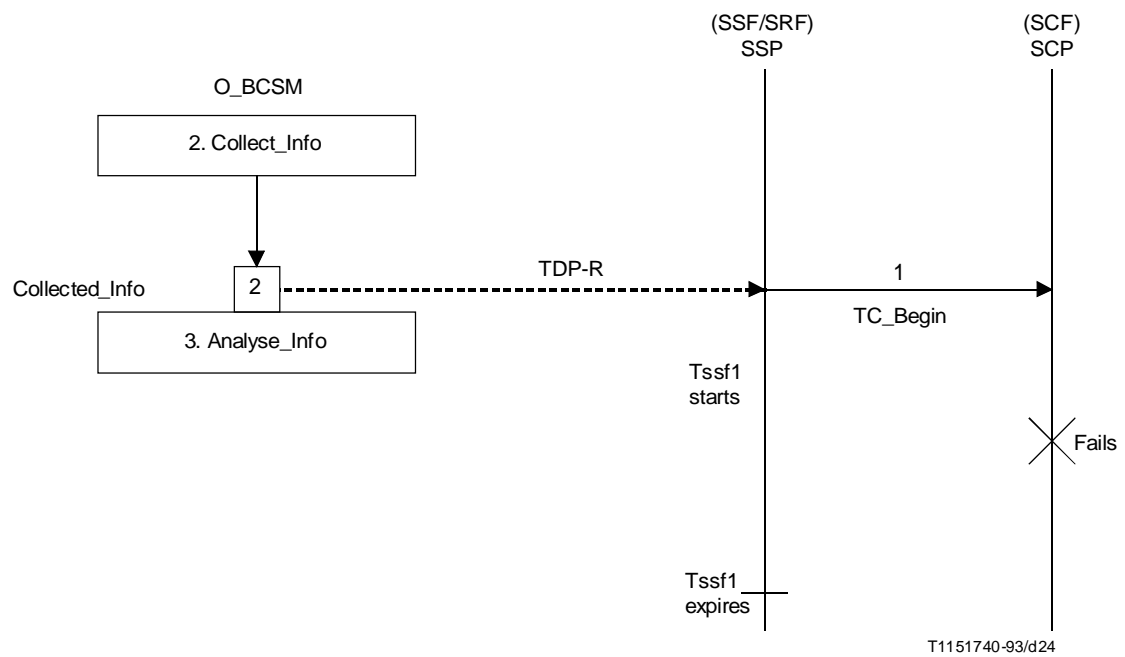 (SSF/SRF)
SSP
(SCF)
SCP
O_BCSM
2. Collect_Info
TDP-R
1
Collected_Info
2
TC_Begin
3. Analyse_Info
Tssf1
starts
Fails
Tssf1
expires
T1151740-93/d24